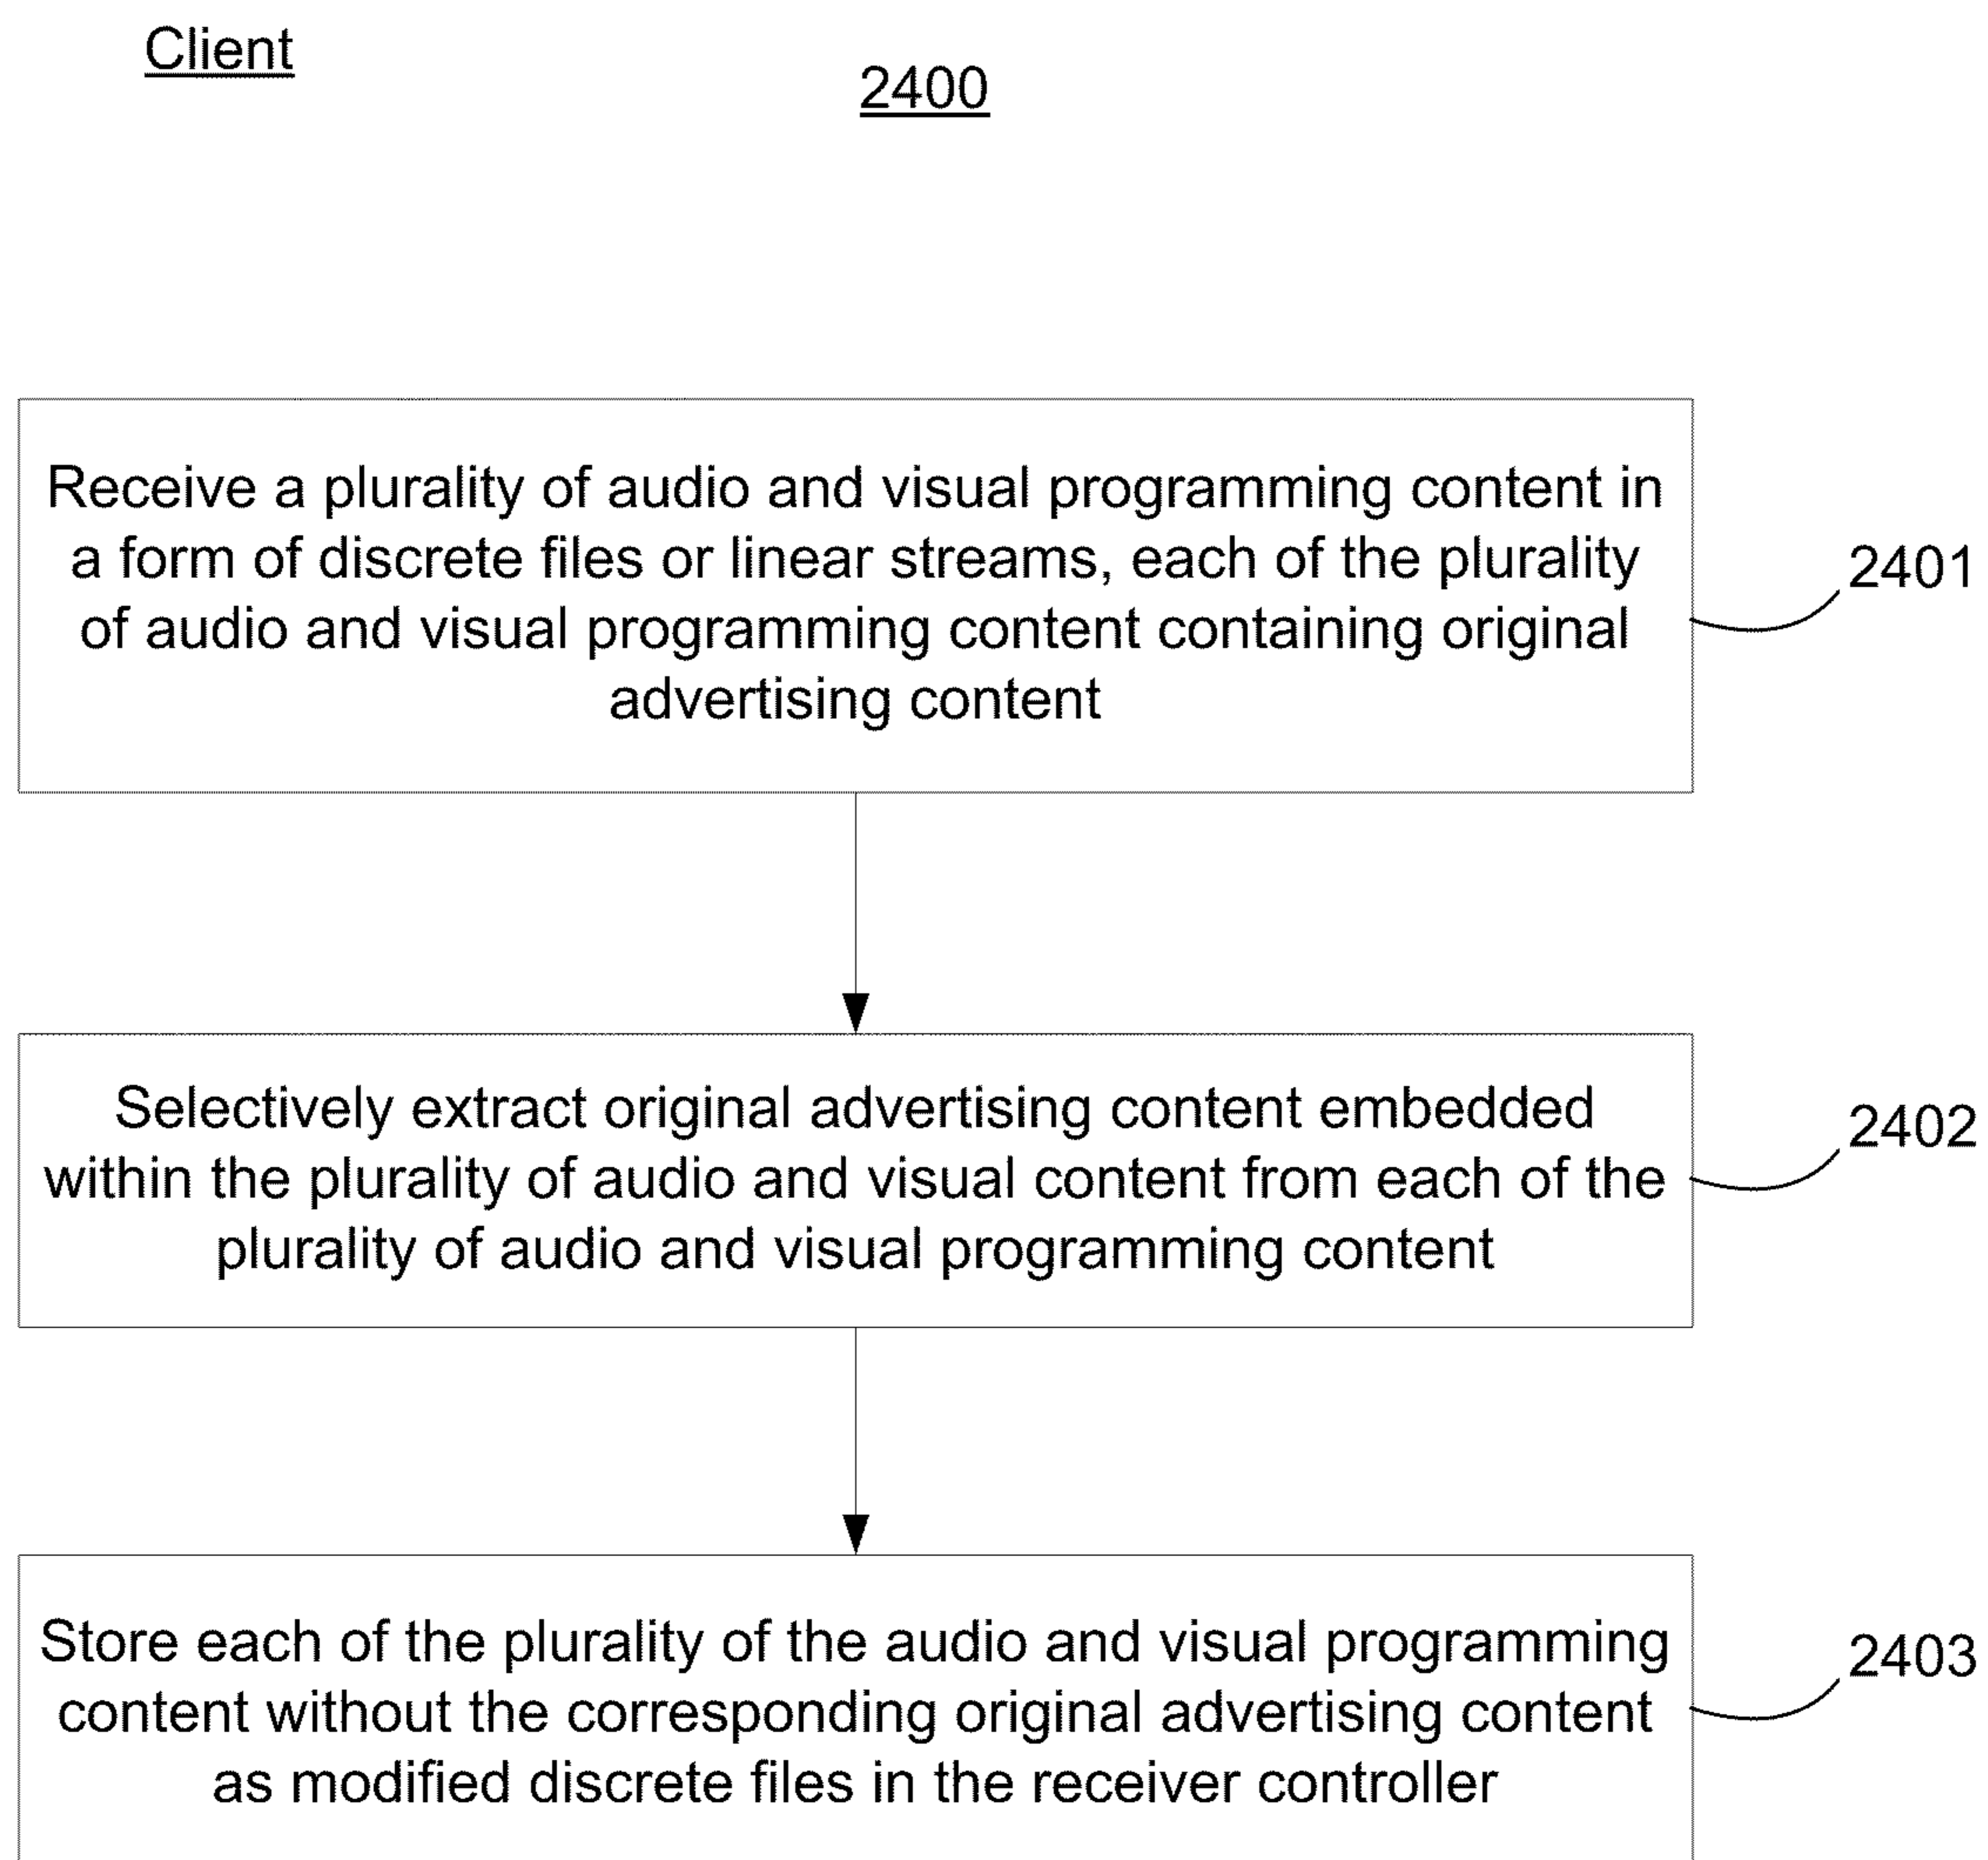 Client
2400
Receive a plurality of audio and visual programming content in
a form of discrete files or linear streams, each of the plurality
of audio and visual programming content containing original
advertising content
2401
Selectively extract original advertising content embedded
within the plurality of audio and visual content from each of the
plurality of audio and visual programming content
2402
Store each of the plurality of the audio and visual programming
content without the corresponding original advertising content
as modified discrete files in the receiver controller
2403